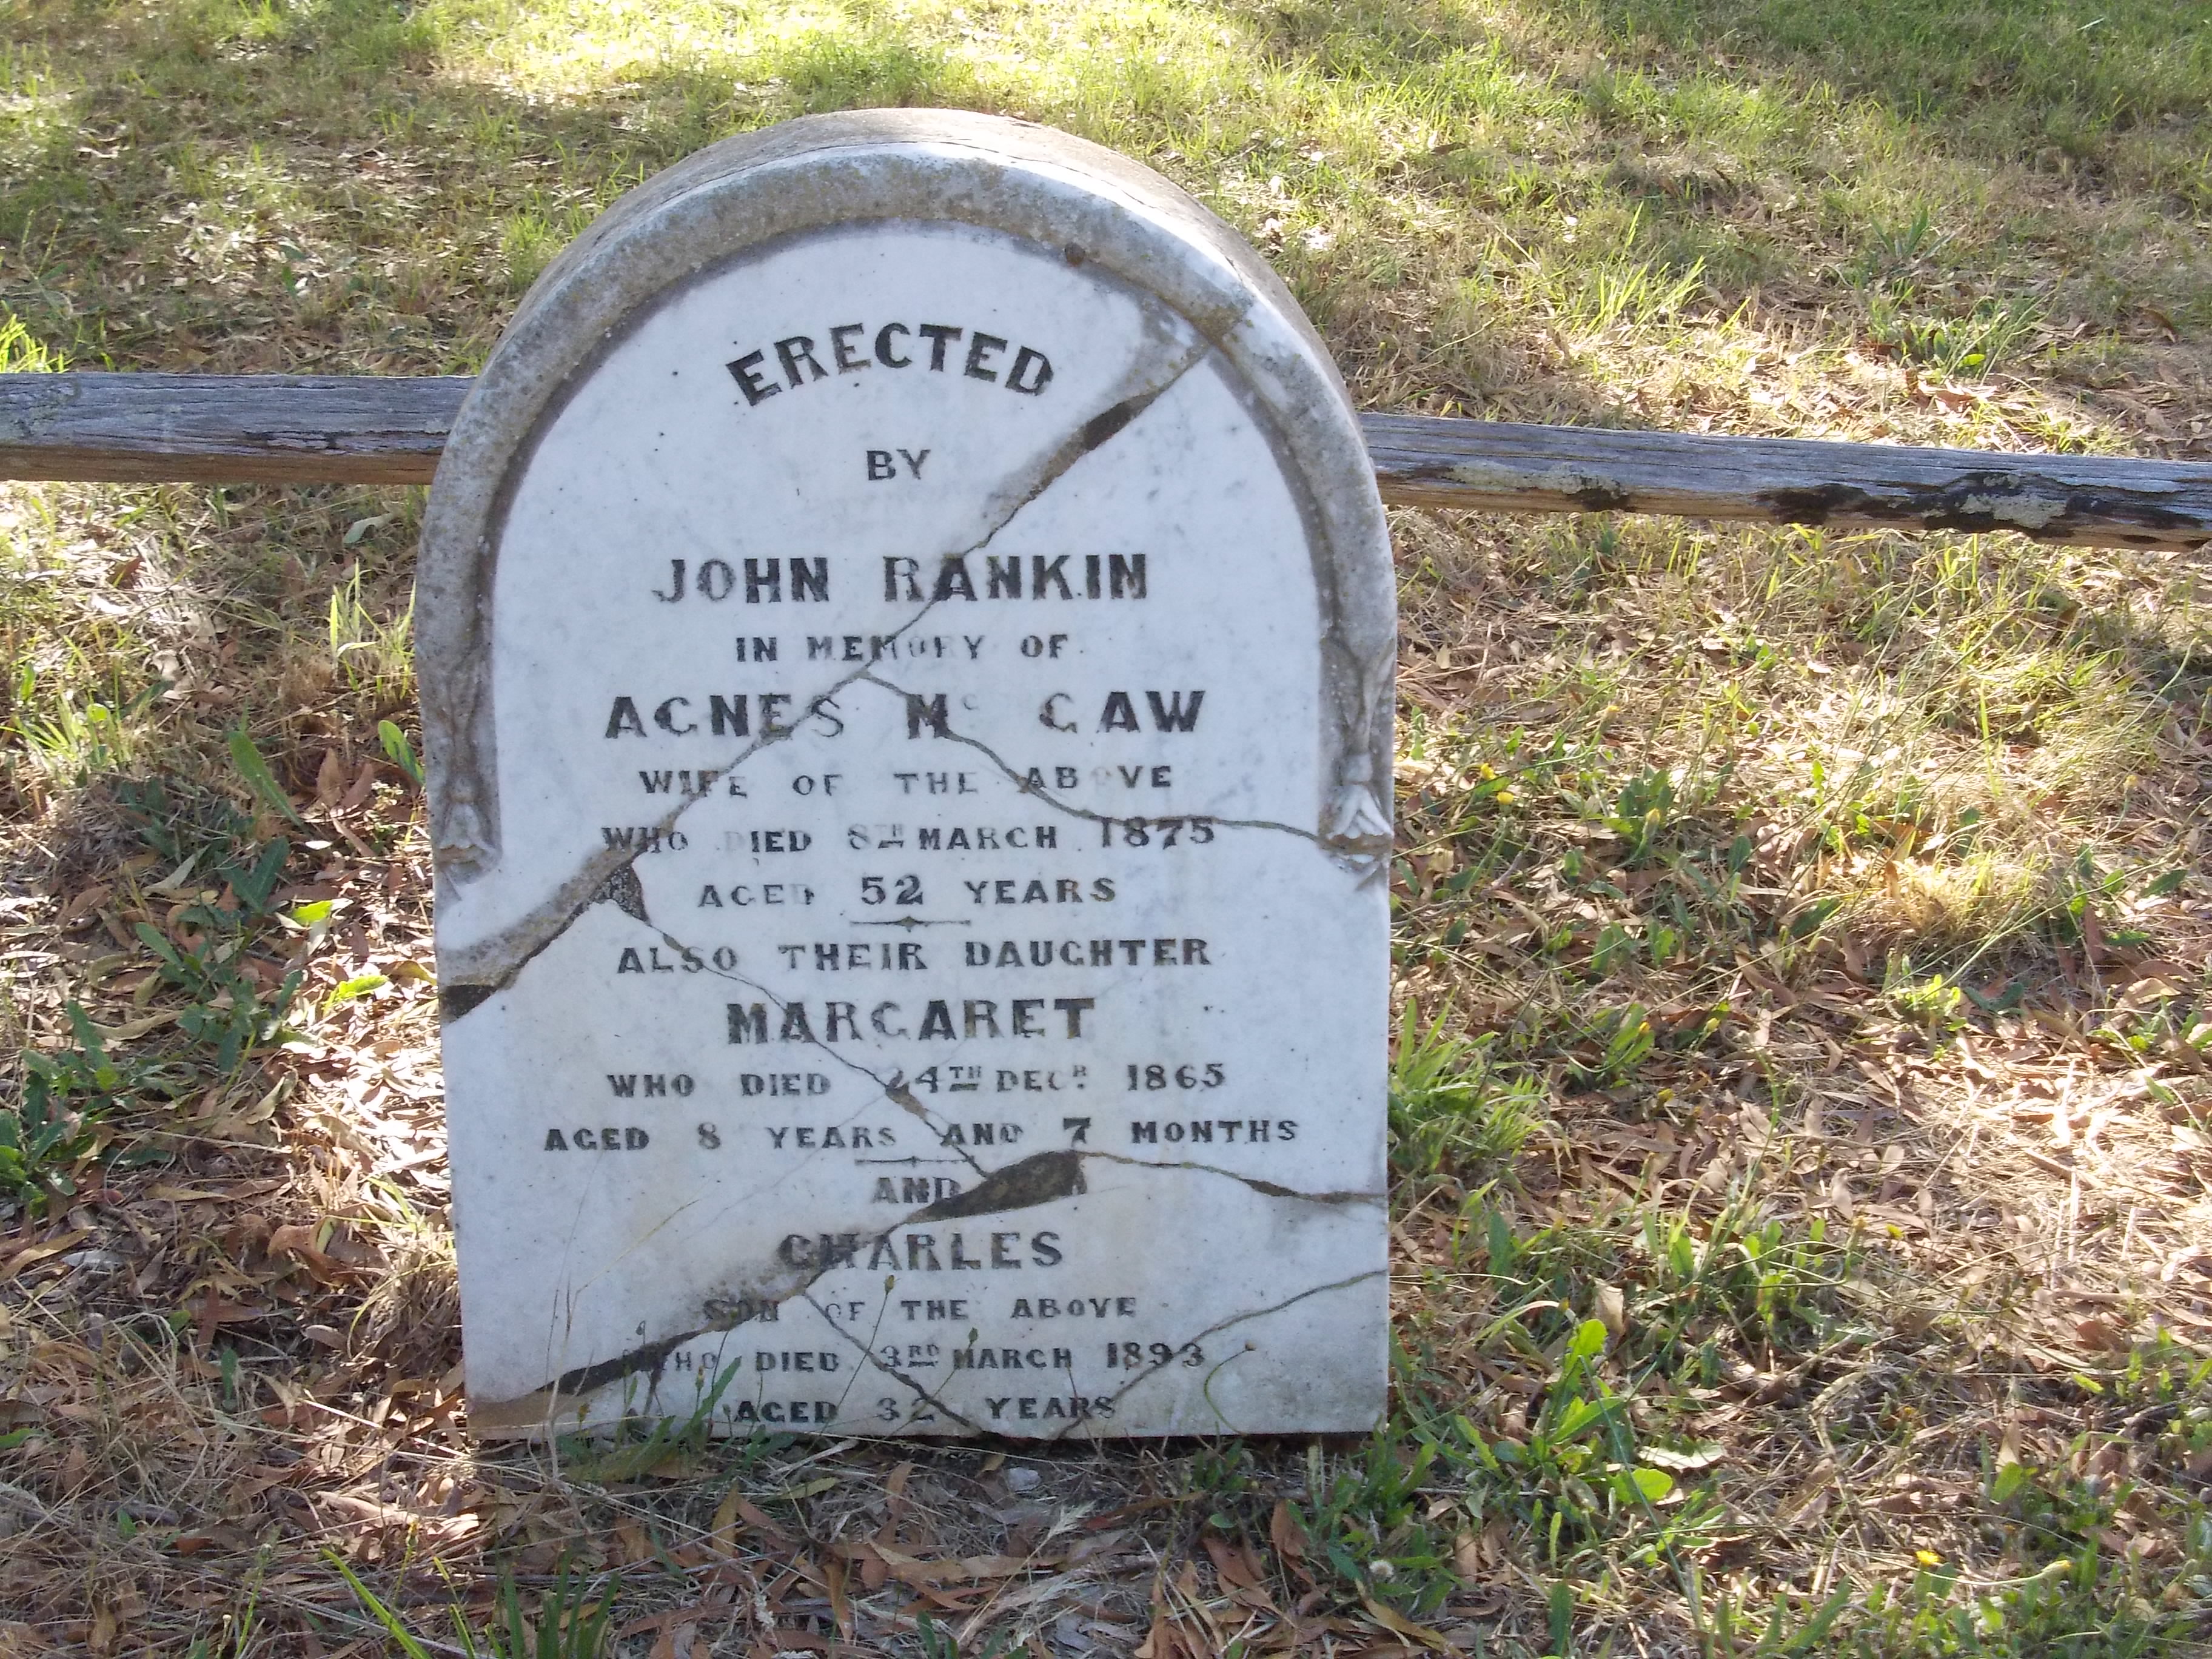 ERECTED
BY
JOHN RANKIN
IN MEMORY OF
AGNES Mc GAW
WIFE OF THE ABOVE
WHO DIED 8TH MARCH 1875
AGED 52 YEARS
ALSO THEIR DAUGHTER
MARGARET
WHO DIED 24TH DECR. 1865
AGED 8 YEARS AND 7 MONTHS
AND
CHARLES
SON OF THE ABOVE
WHO DIED 3RD MARCH 1893
AGED 32 YEARS